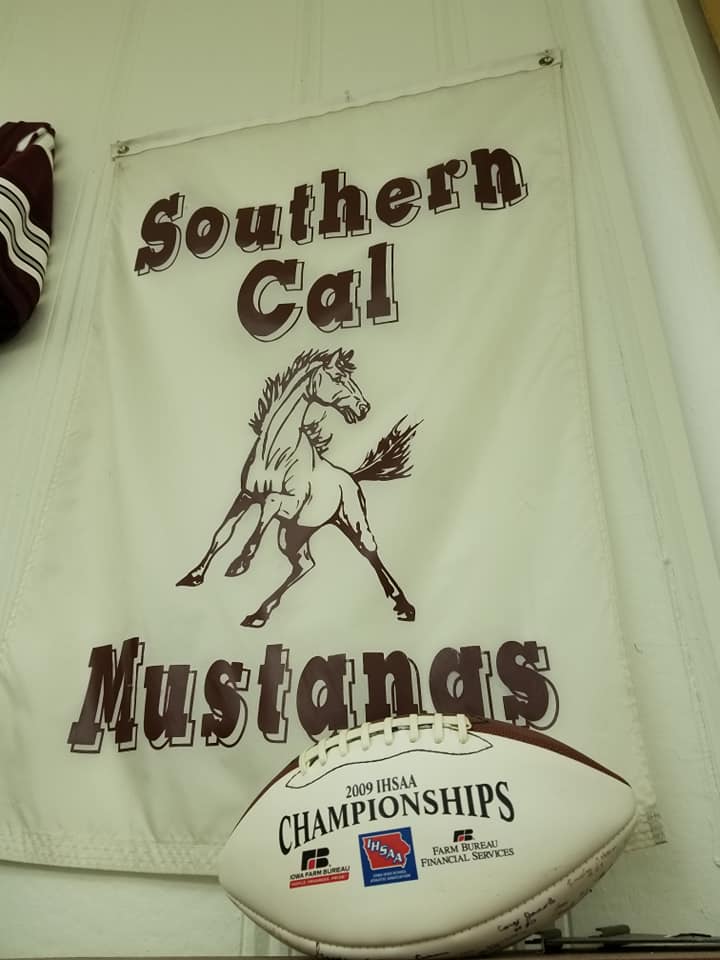 Southern
Cal
Mustangs
2009 IHSAA
CHAMPIONSHIPS
IOWA FARM BUREAU
IHSAA
FARM BUREAU
FINANCIAL SERVICES